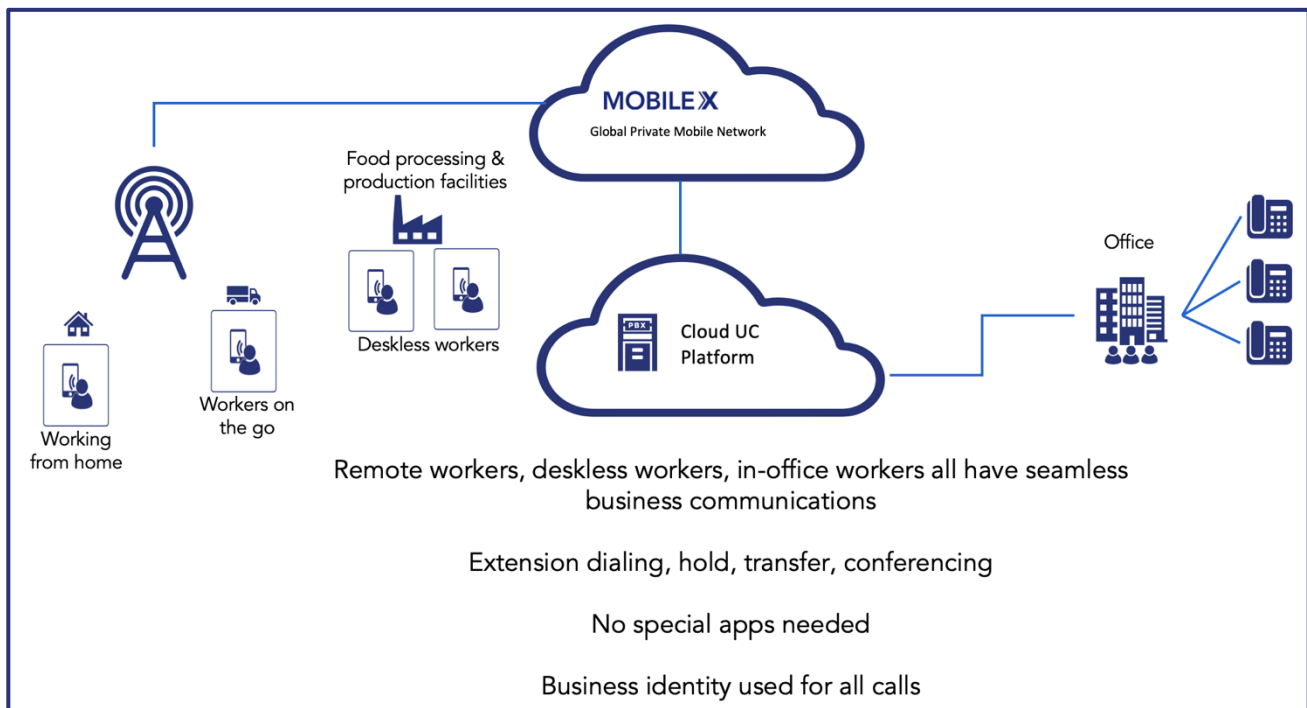 MOBILEX
Global Private Mobile Network
Food processing &
production facilities
Deskless workers
Workers on
the go
Working
from home
PBX
Cloud UC
Platform
Office
Remote workers, deskless workers, in-office workers all have seamless
business communications
Extension dialing, hold, transfer, conferencing
No special apps needed
Business identity used for all calls